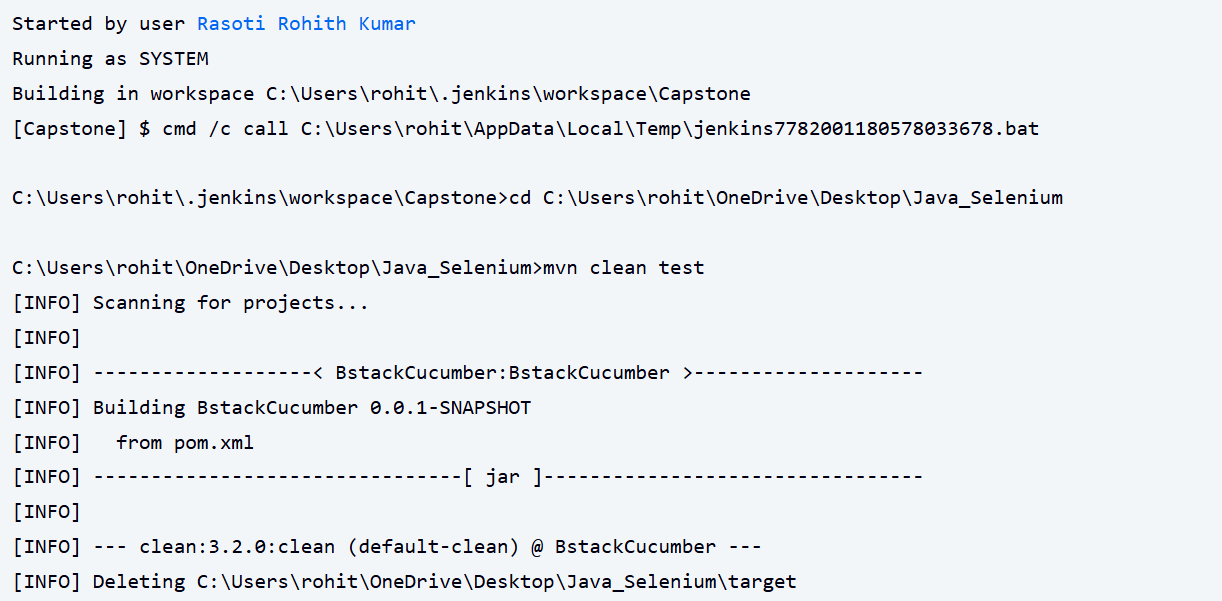 Started by user Rasoti Rohith Kumar
Running as SYSTEM
Building in workspace C:\Users\rohit\.jenkins\workspace\Capstone
[Capstone] $ cmd /c call C:\Users\rohit\AppData\Local\Temp\jenkins7782001180578033678.bat
C:\Users\rohit\.jenkins\workspace\Capstone>cd C:\Users\rohit\OneDrive\Desktop\Java_Selenium
C:\Users\rohit\OneDrive\Desktop\Java_Selenium>mvn clean test
[INFO] Scanning for projects...
[INFO]
[INFO] -------------------< BstackCucumber:BstackCucumber >--------------------
[INFO] Building BstackCucumber 0.0.1-SNAPSHOT
[INFO]   from pom.xml
[INFO] --------------------------------[ jar ]---------------------------------
[INFO]
[INFO] --- clean:3.2.0:clean (default-clean) @ BstackCucumber ---
[INFO] Deleting C:\Users\rohit\OneDrive\Desktop\Java_Selenium\target